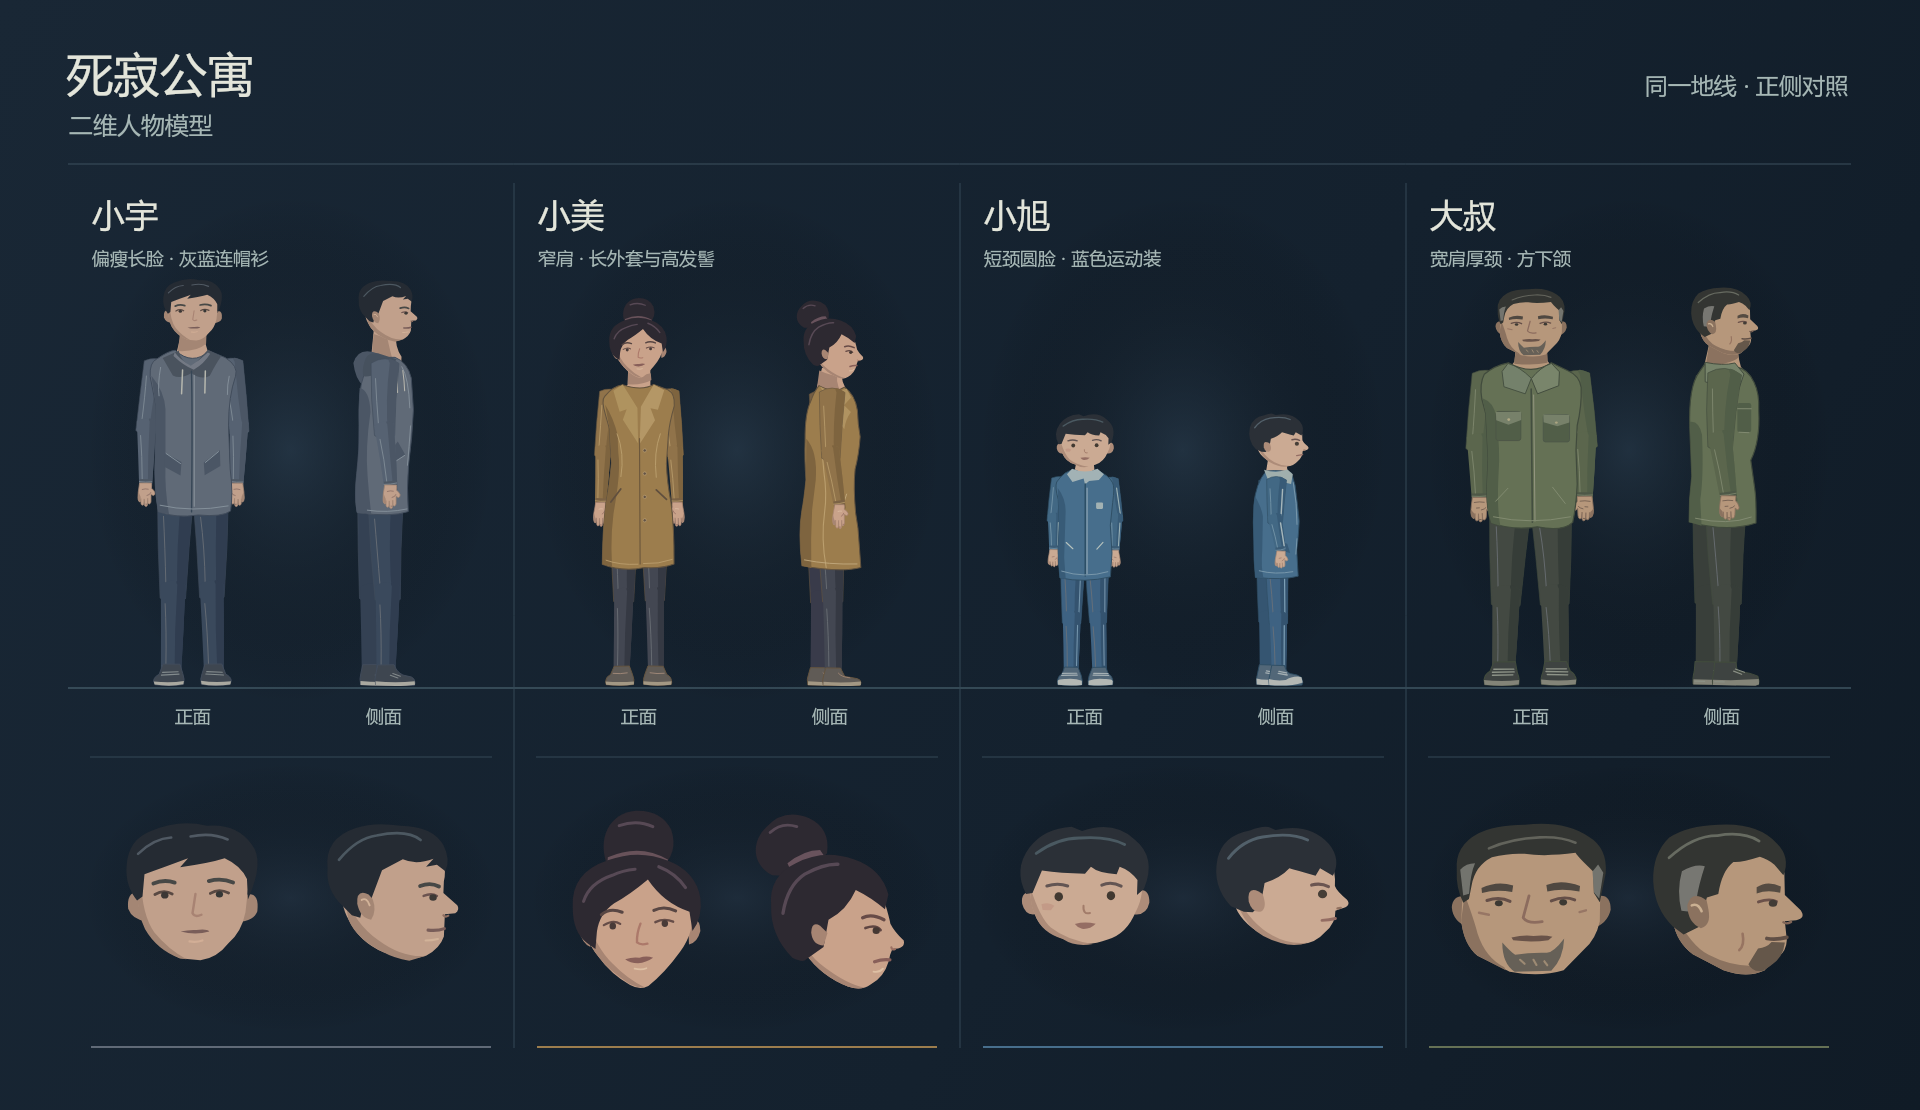 死寂公寓
二维人物模型
同一地线 · 正侧对照
小宇
偏瘦长脸 · 灰蓝连帽衫
小美
窄肩 · 长外套与高发髻
小旭
短颈圆脸 · 蓝色运动装
大叔
宽肩厚颈 · 方下颌
正面
侧面
正面
侧面
正面
侧面
正面
侧面